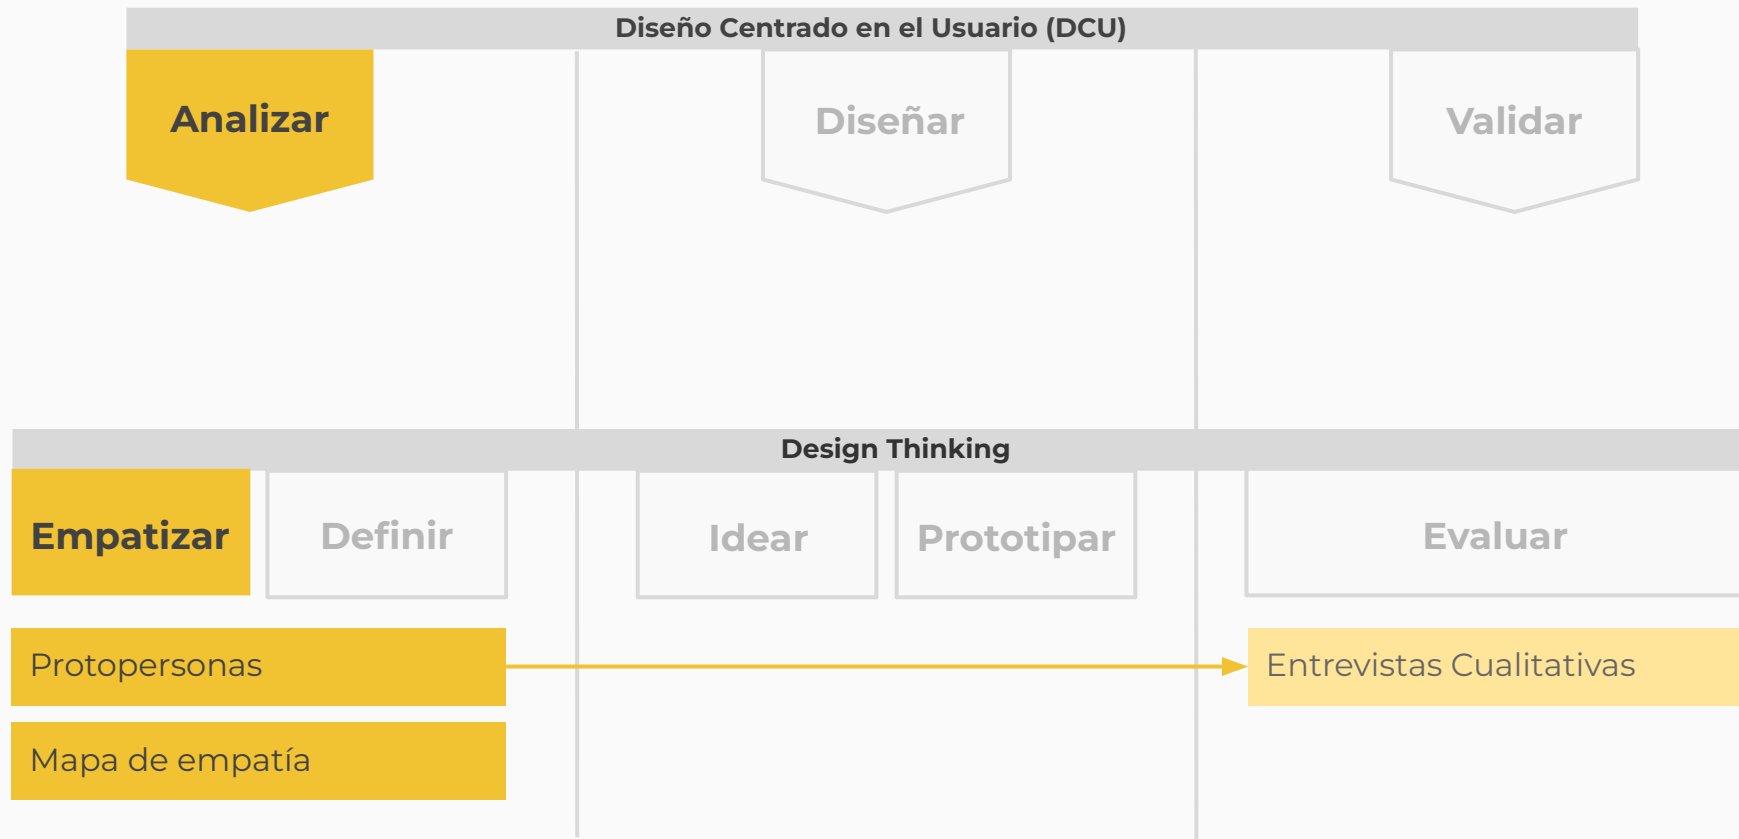 Diseño Centrado en el Usuario (DCU)
Analizar
Diseñar
Validar
Design Thinking
Empatizar
Definir
Idear
Prototipar
Evaluar
Protopersonas
Entrevistas Cualitativas
Mapa de empatía